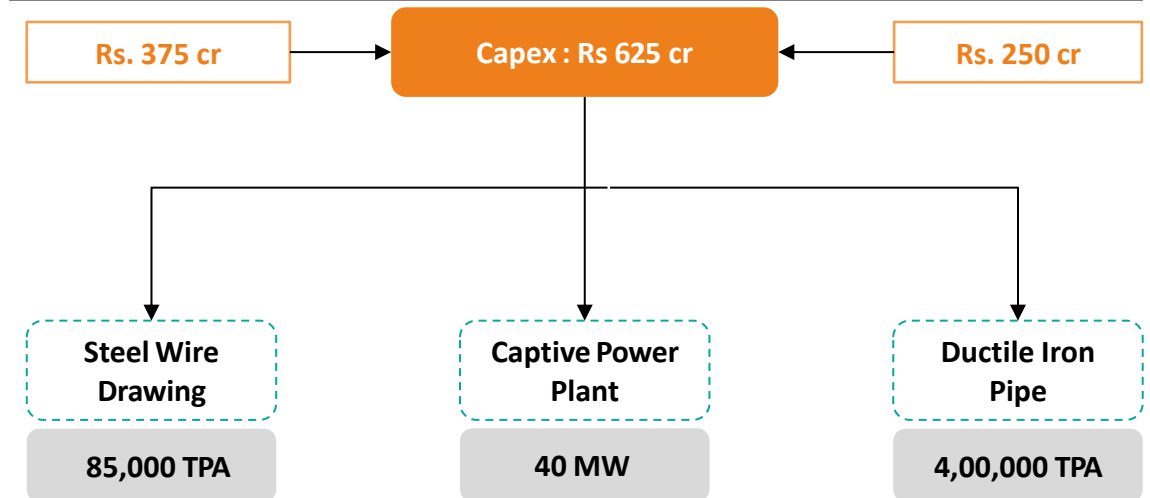 Rs. 375 cr
Capex : Rs 625 cr
Rs. 250 cr
Steel Wire
Drawing
Captive Power
Plant
Ductile Iron
Pipe
85,000 TPA
40 MW
4,00,000 TPA